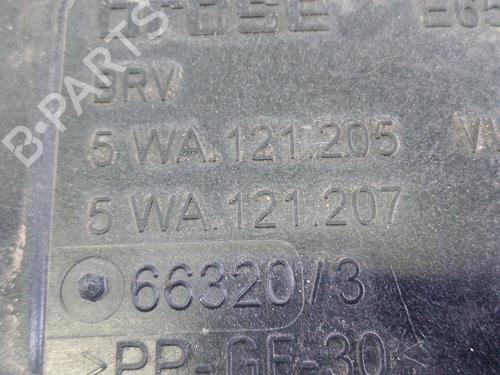 SRV
5 WA.121.205
5 WA.121.207
66320/3
>PP-GF-30<
B-PARTS